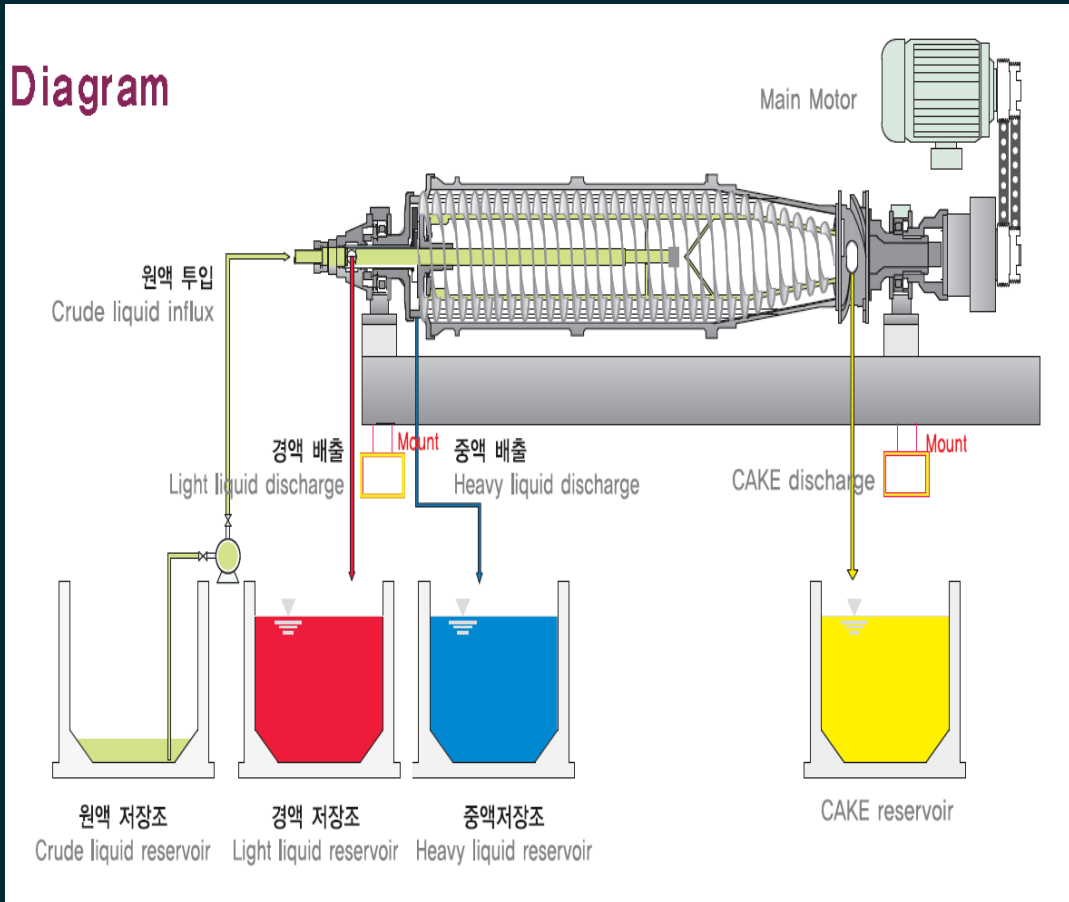 Diagram
Main Motor
원액 투입
Crude liquid influx
경액 배출
Light liquid discharge
Mount
중액 배출
Heavy liquid discharge
CAKE discharge
Mount
원액 저장조
Crude liquid reservoir
경액 저장조
Light liquid reservoir
중액저장조
Heavy liquid reservoir
CAKE reservoir